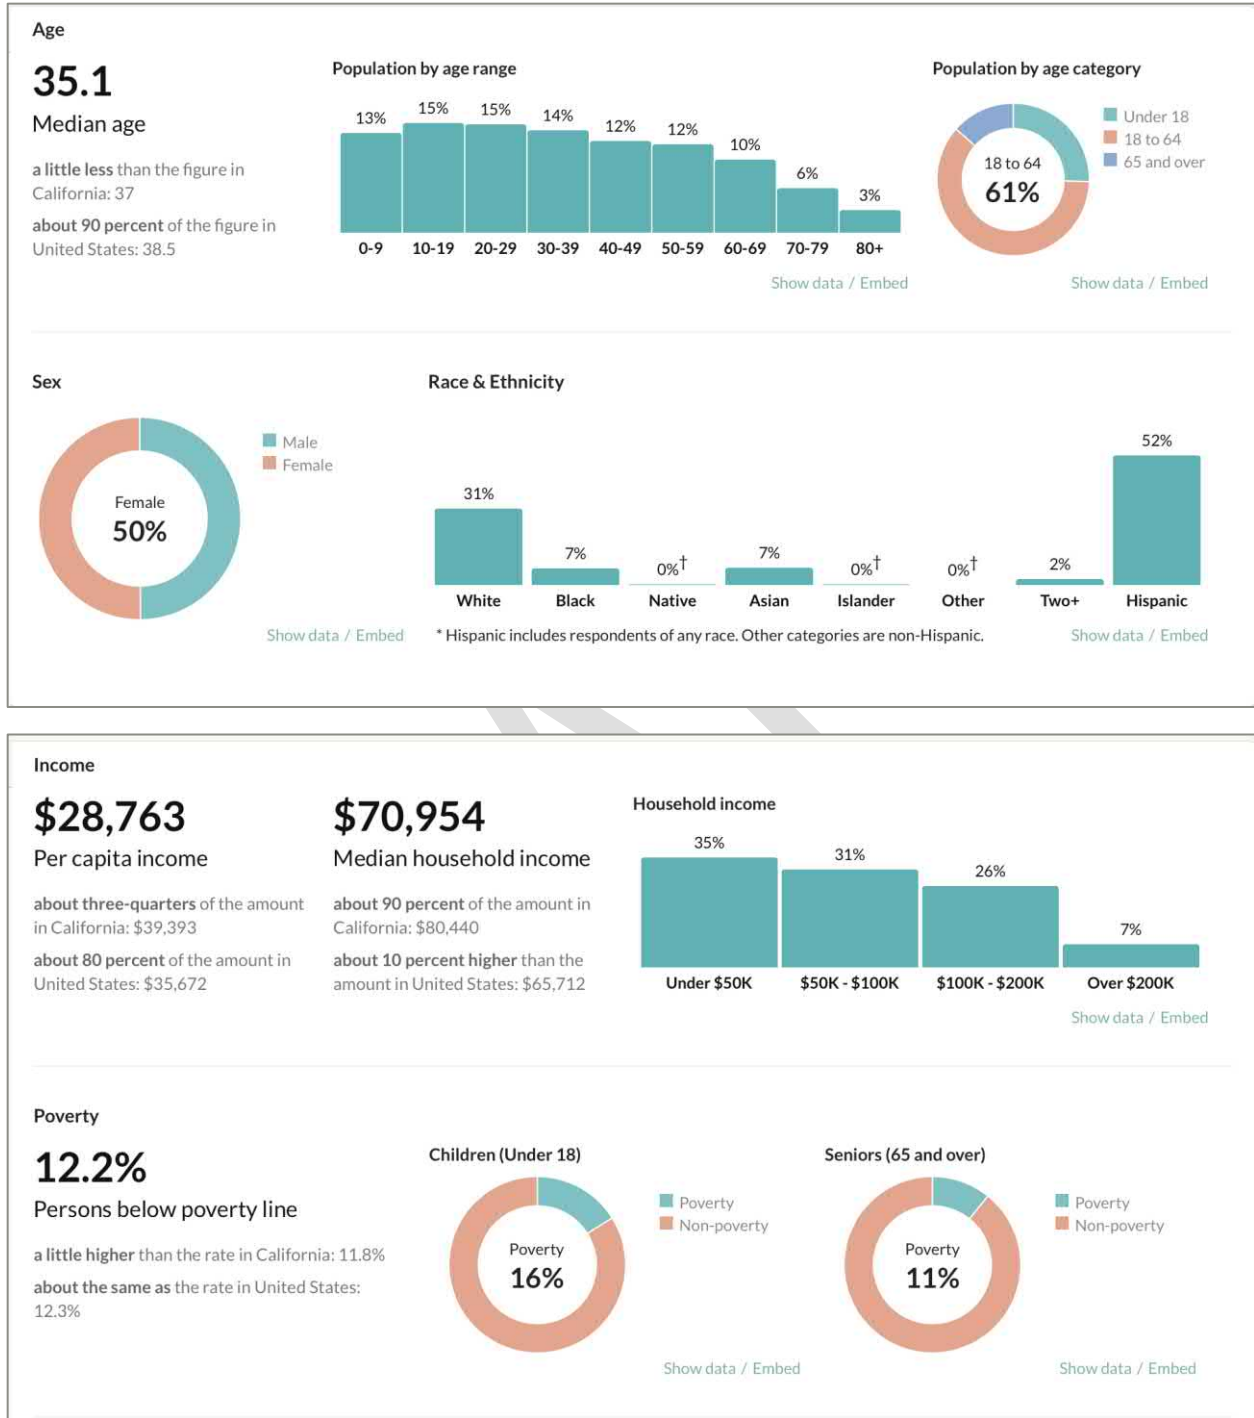 Age
35.1
Median age
a little less than the figure in
California: 37
about 90 percent of the figure in
United States: 38.5
Population by age range
13%
15%
15%
14%
12%
12%
10%
6%
3%
0-9
10-19
20-29
30-39
40-49
50-59
60-69
70-79
80+
Show data / Embed
Population by age category
18 to 64
61%
Under 18
18 to 64
65 and over
Show data / Embed
Sex
Female
50%
Male
Female
Show data / Embed
Race & Ethnicity
31%
7%
0%†
7%
0%†
0%†
2%
52%
White
Black
Native
Asian
Islander
Other
Two+
Hispanic
* Hispanic includes respondents of any race. Other categories are non-Hispanic.
Show data / Embed
Income
$28,763
Per capita income
about three-quarters of the amount
in California: $39,393
about 80 percent of the amount in
United States: $35,672
$70,954
Median household income
about 90 percent of the amount in
California: $80,440
about 10 percent higher than the
amount in United States: $65,712
Household income
35%
31%
26%
7%
Under $50K
$50K - $100K
$100K - $200K
Over $200K
Show data / Embed
Poverty
12.2%
Persons below poverty line
a little higher than the rate in California: 11.8%
about the same as the rate in United States:
12.3%
Children (Under 18)
Poverty
16%
Poverty
Non-poverty
Show data / Embed
Seniors (65 and over)
Poverty
11%
Poverty
Non-poverty
Show data / Embed